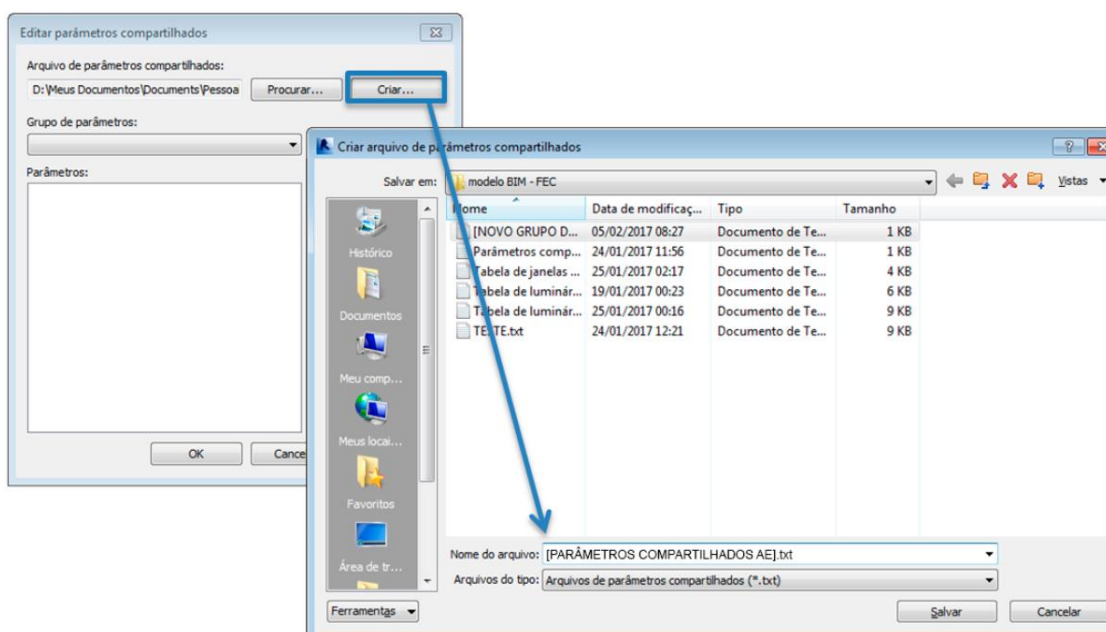 Editar parâmetros compartilhados
Arquivo de parâmetros compartilhados:
D:\Meus Documentos\Documents\Pessoa Procurar... Criar...
Grupo de parâmetros:
Parâmetros:
OK Cance
Criar arquivo de parâmetros compartilhados
Salvar em: modelo BIM - FEC Vistas
Nome Data de modificaç... Tipo Tamanho
[NOVO GRUPO D... 05/02/2017 08:27 Documento de Te... 1 KB
Parâmetros comp... 24/01/2017 11:56 Documento de Te... 1 KB
Tabela de janelas ... 25/01/2017 02:17 Documento de Te... 4 KB
Tabela de luminár... 19/01/2017 00:23 Documento de Te... 6 KB
Tabela de luminár... 25/01/2017 00:16 Documento de Te... 9 KB
TESTE.txt 24/01/2017 12:21 Documento de Te... 9 KB
Histórico
Documentos
Meu comp...
Meus locai...
Favoritos
Área de tr...
Nome do arquivo: [PARÂMETROS COMPARTILHADOS AE].txt
Arquivos do tipo: Arquivos de parâmetros compartilhados (*.txt)
Ferramentas Salvar Cancelar